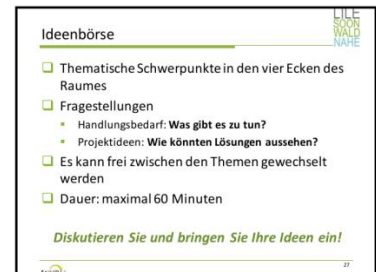 Ideenbörse
LILE
SOON
WALD
NAHE
Thematische Schwerpunkte in den vier Ecken des
Raumes
Fragestellungen
Handlungsbedarf: Was gibt es zu tun?
Projektideen: Wie könnten Lösungen aussehen?
Es kann frei zwischen den Themen gewechselt
werden
Dauer: maximal 60 Minuten
Diskutieren Sie und bringen Sie Ihre Ideen ein!
27